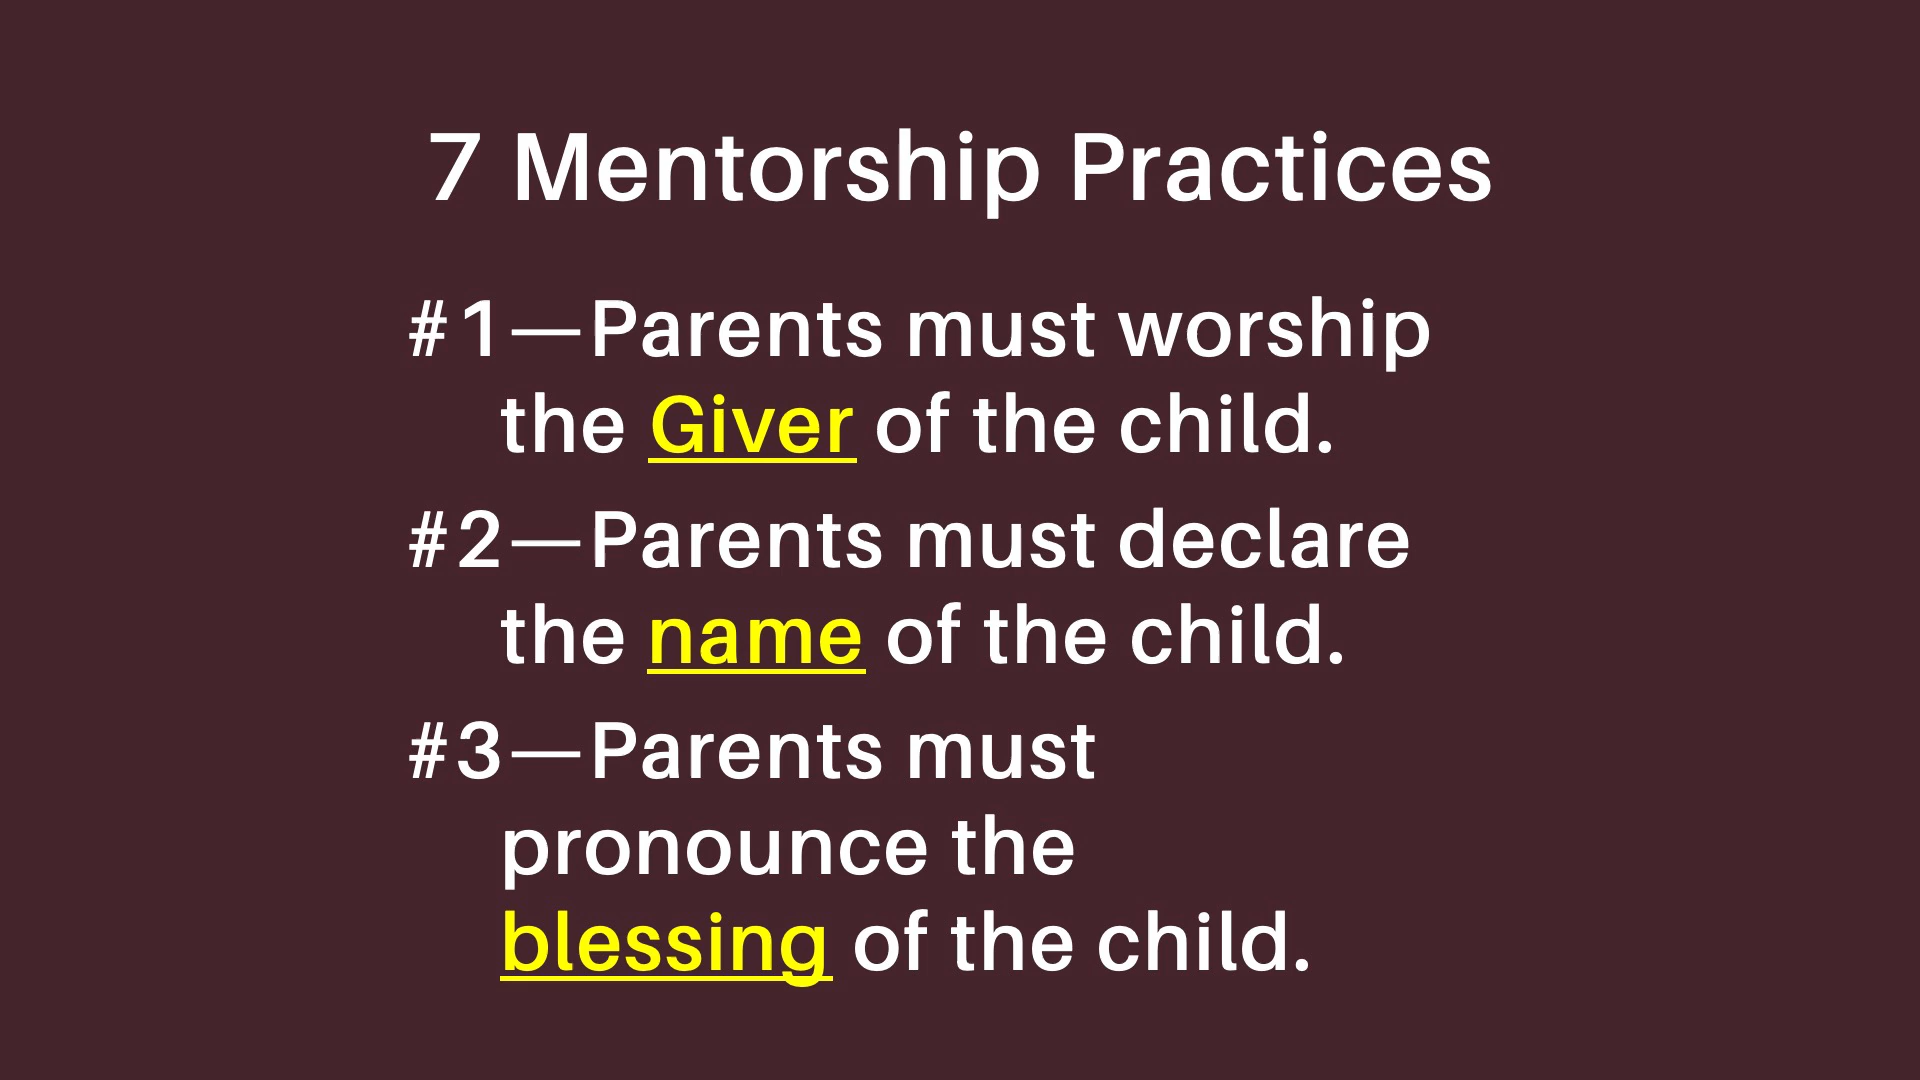 7 Mentorship Practices
#1—Parents must worship
the Giver of the child.
#2—Parents must declare
the name of the child.
#3—Parents must
pronounce the
blessing of the child.